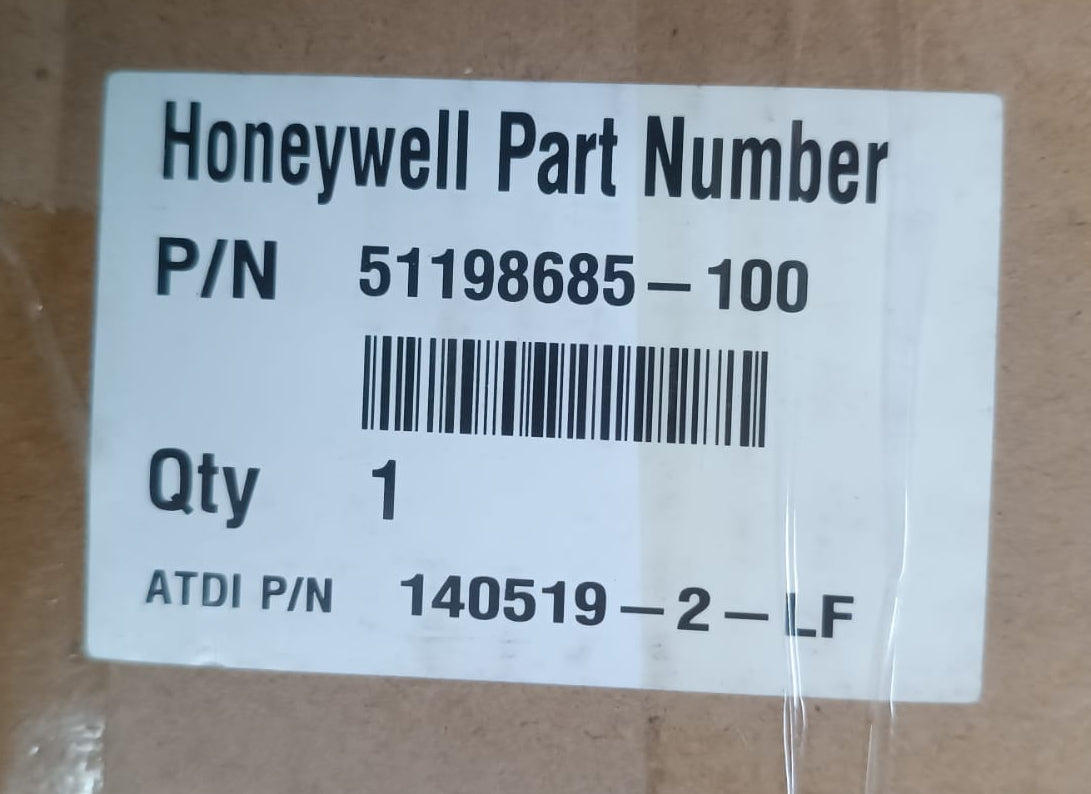 Honeywell Part Number
P/N 51198685-100
Qty 1
ATDI P/N 140519-2-LF